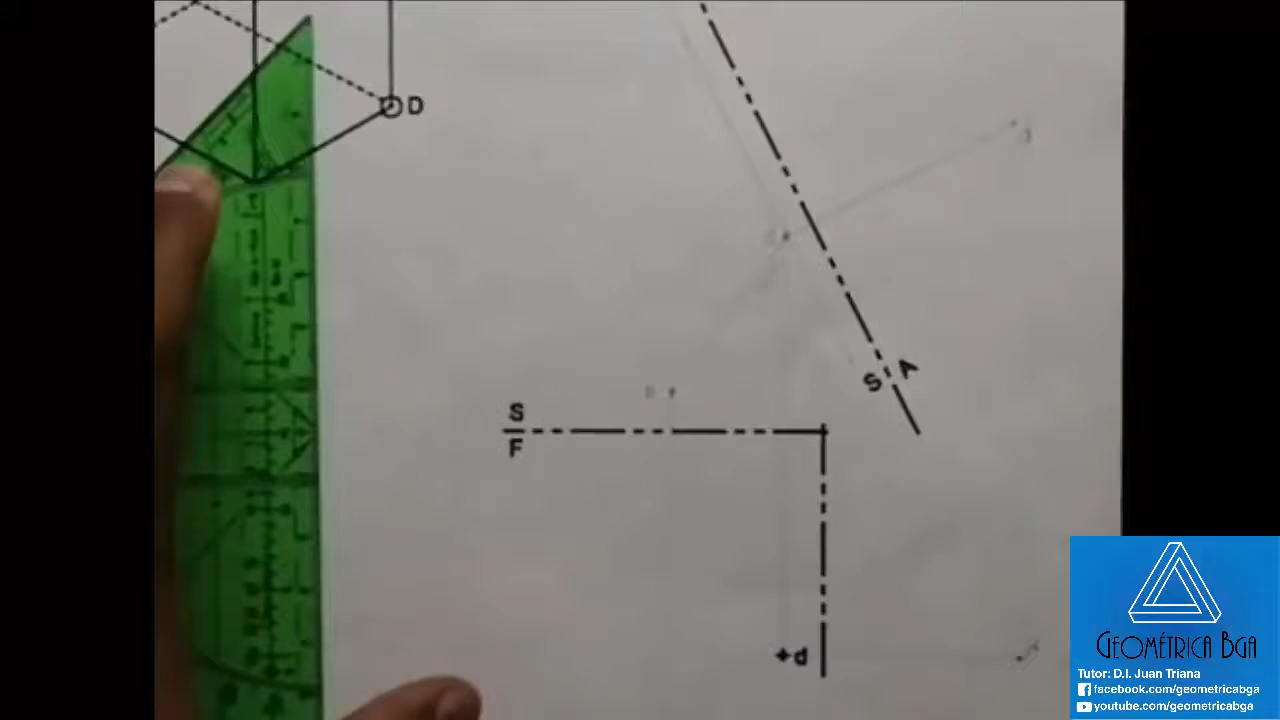 D
S A
S
F
d
GEOMÉTRICA BGA
Tutor: D.I. Juan Triana
facebook.com/geometricabga
youtube.com/geometricabga